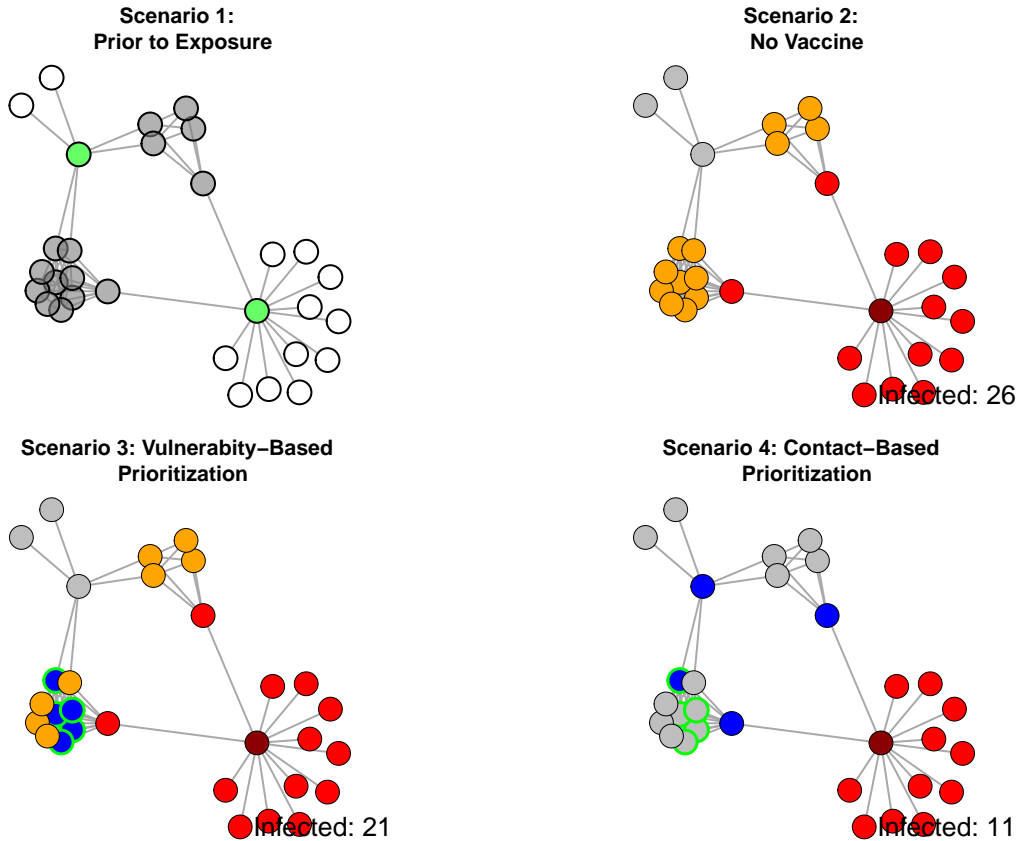 Scenario 1:
Prior to Exposure
Scenario 2:
No Vaccine
Infected: 26
Scenario 3: Vulnerabity−Based
Prioritization
Scenario 4: Contact−Based
Prioritization
Infected: 21
Infected: 11